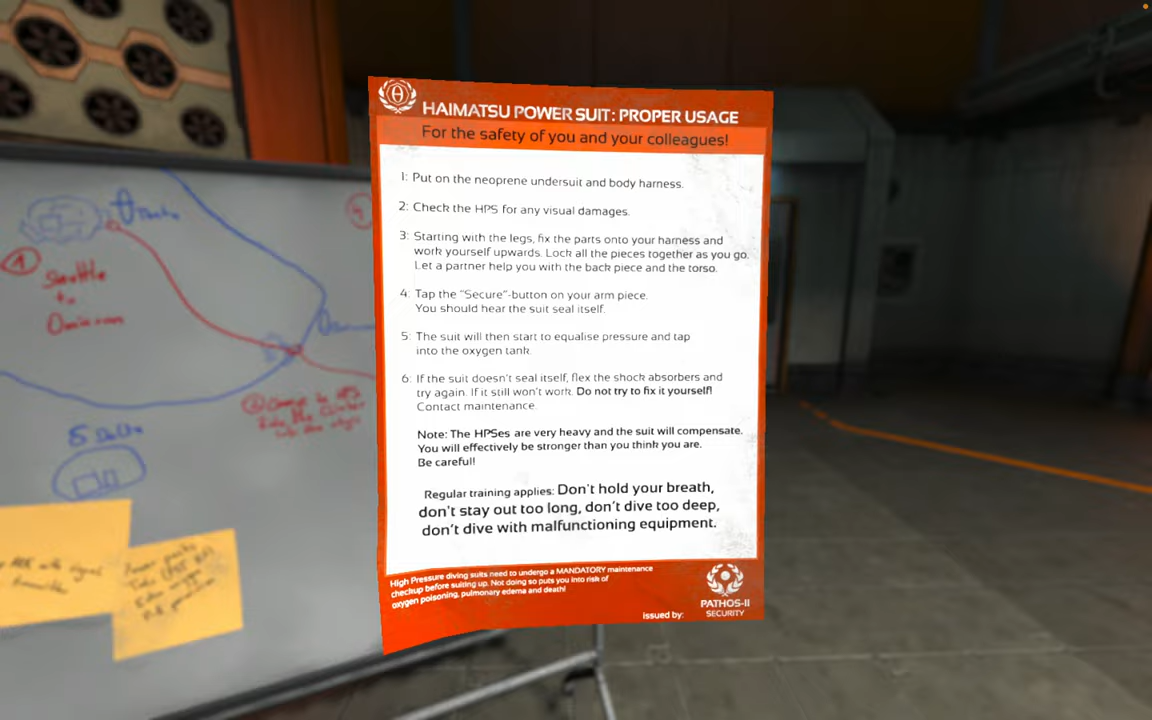 HAIMATSU POWER SUIT: PROPER USAGE
For the safety of you and your colleagues!
1: Put on the neoprene undersuit and body harness.
2: Check the HPS for any visual damages.
3: Starting with the legs, fix the parts onto your harness and
work yourself upwards. Lock all the pieces together as you go.
Let a partner help you with the back piece and the torso.
4: Tap the "Secure"-button on your arm piece.
You should hear the suit seal itself.
5: The suit will then start to equalise pressure and tap
into the oxygen tank.
6: If the suit doesn't seal itself, flex the shock absorbers and
try again. If it still won't work. Do not try to fix it yourself!
Contact maintenance.
Note: The HPSes are very heavy and the suit will compensate.
You will effectively be stronger than you think you are.
Be careful!
Regular training applies: Don't hold your breath,
don't stay out too long, don't dive too deep,
don't dive with malfunctioning equipment.
High Pressure diving suits need to undergo a MANDATORY maintenance
checkup before suiting up. Not doing so puts you into risk of
oxygen poisoning, pulmonary edema and death!
issued by:
PATHOS-II
SECURITY
1
Shuttle
to
Omicron
4
2
Delta